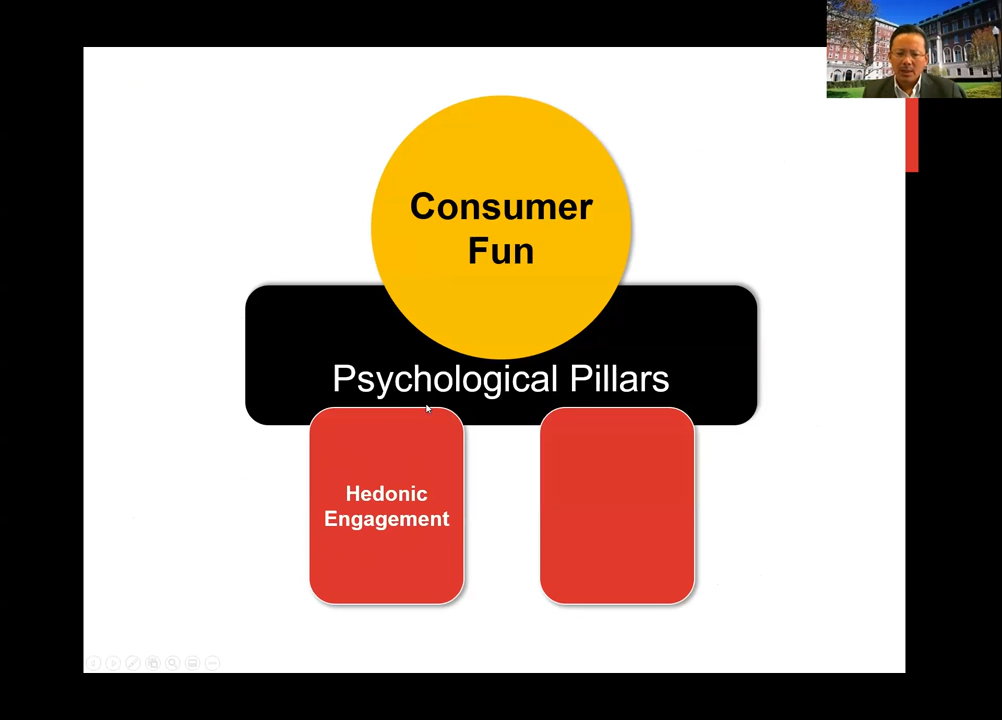 Consumer
Fun
Psychological Pillars
Hedonic
Engagement